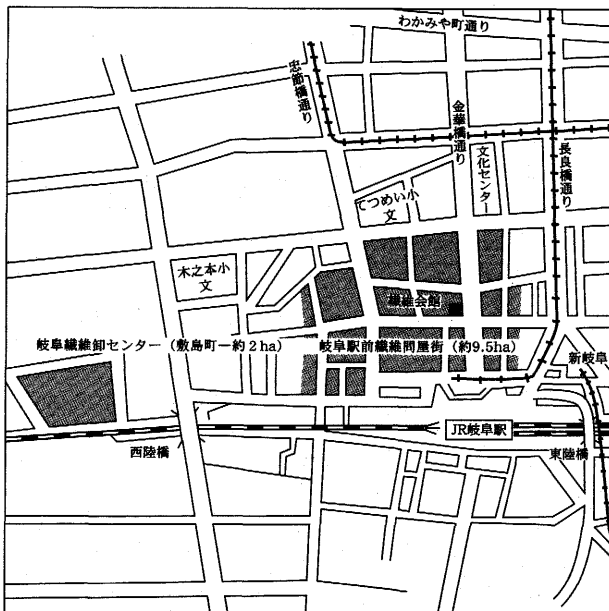 わかみや町通り
忠節橋通り
金華橋通り
文化センター
長良橋通り
てつめい小
文
木之本小
文
繊維会館
岐阜繊維卸センター（敷島町ー約２ha）
岐阜駅前繊維問屋街（約9.5ha）
新岐阜
JR岐阜駅
西陸橋
東陸橋